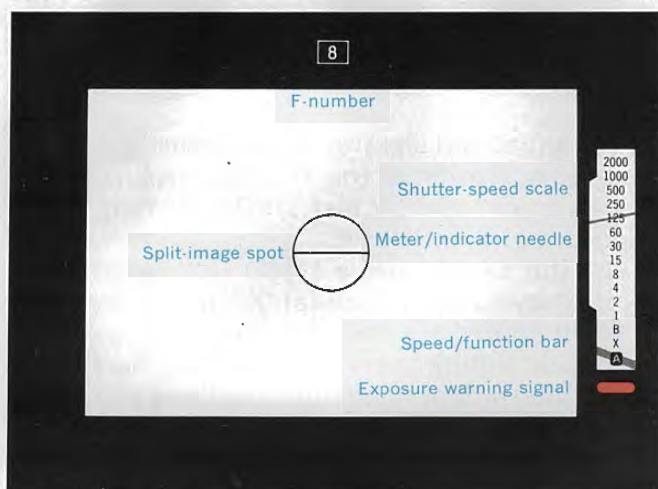 8
F-number
Shutter-speed scale
Meter/indicator needle
Split-image spot
Speed/function bar
Exposure warning signal
2000
1000
500
250
125
60
30
15
8
4
2
1
B
X
A